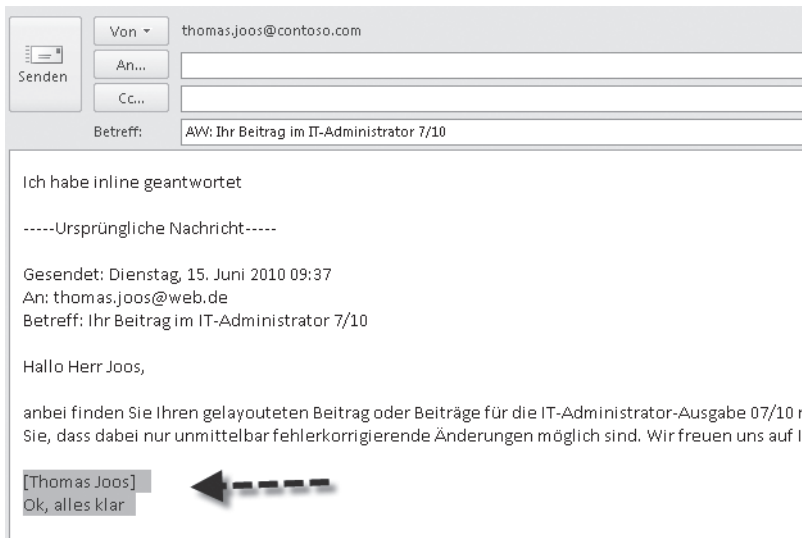 Von
thomas.joos@contoso.com
Senden
An...
Cc...
Betreff:
AW: Ihr Beitrag im IT-Administrator 7/10
Ich habe inline geantwortet
-----Ursprüngliche Nachricht-----
Gesendet: Dienstag, 15. Juni 2010 09:37
An: thomas.joos@web.de
Betreff: Ihr Beitrag im IT-Administrator 7/10
Hallo Herr Joos,
anbei finden Sie Ihren gelayouteten Beitrag oder Beiträge für die IT-Administrator-Ausgabe 07/10
Sie, dass dabei nur unmittelbar fehlerkorrigierende Änderungen möglich sind. Wir freuen uns auf
[Thomas Joos]
Ok, alles klar